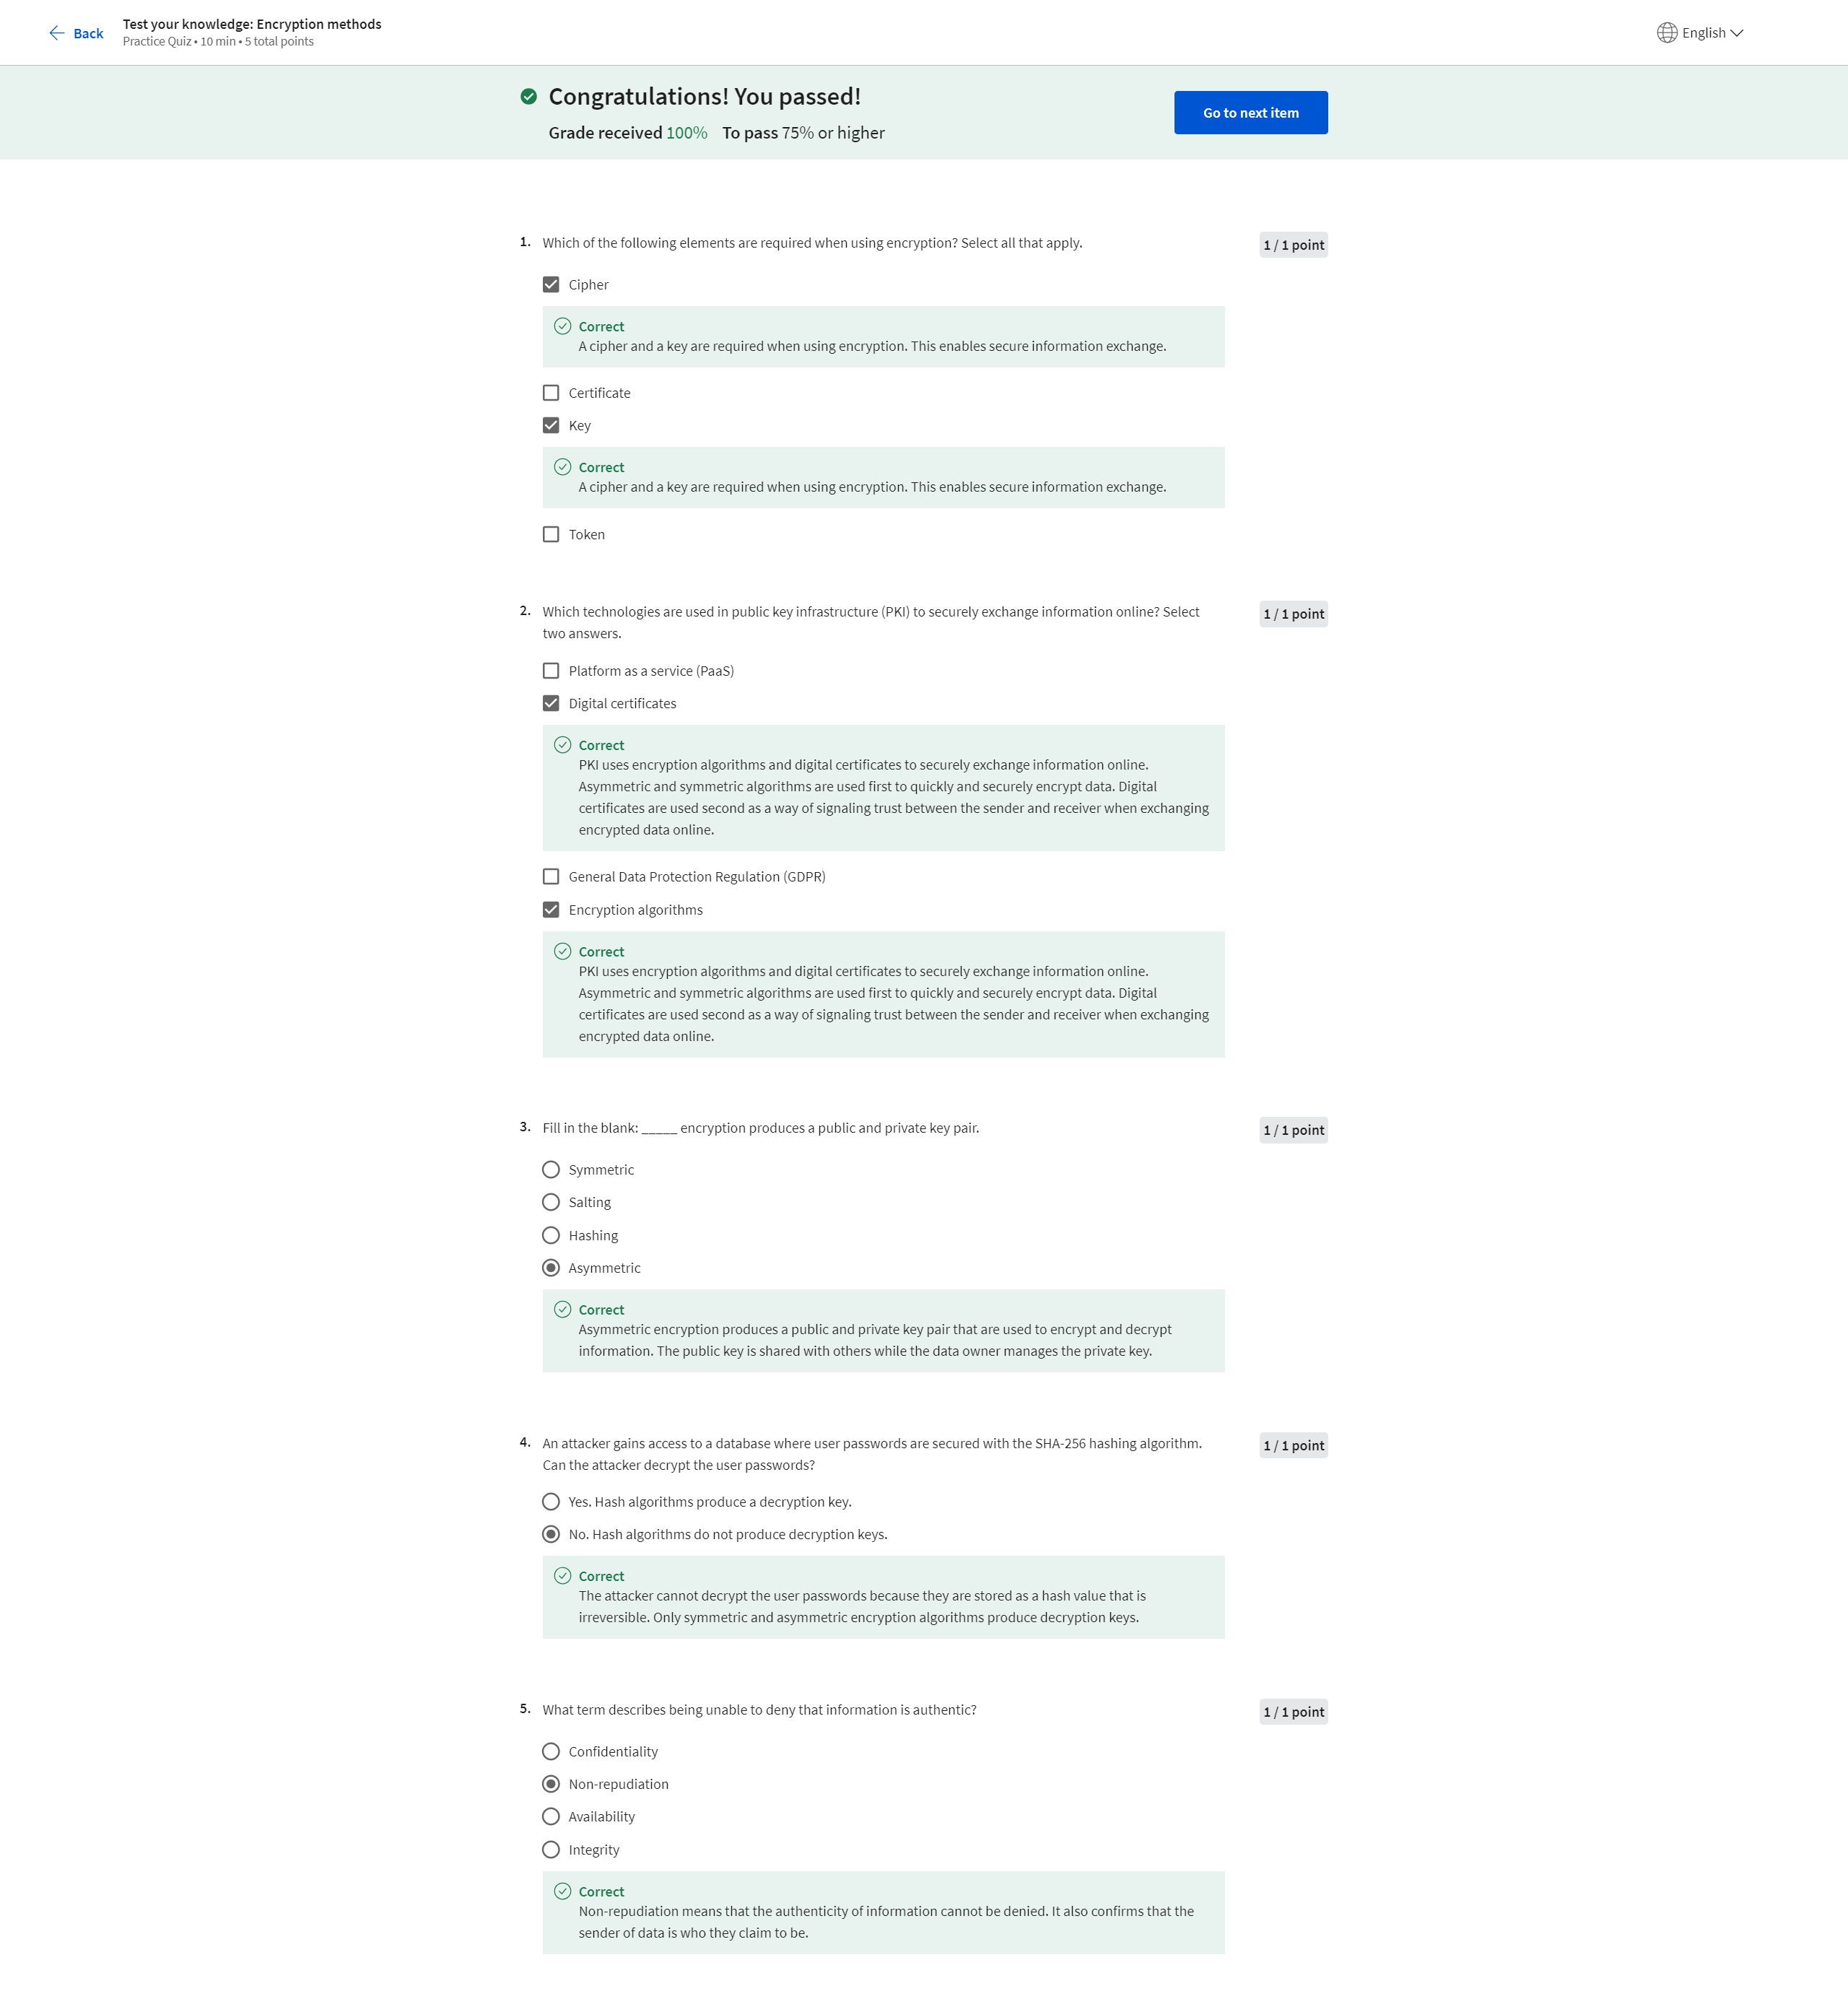 Back
Test your knowledge: Encryption methods
Practice Quiz • 10 min • 5 total points
English
Congratulations! You passed!
Grade received 100% To pass 75% or higher
Go to next item
1. Which of the following elements are required when using encryption? Select all that apply.
1 / 1 point
Cipher
Correct
A cipher and a key are required when using encryption. This enables secure information exchange.
Certificate
Key
Correct
A cipher and a key are required when using encryption. This enables secure information exchange.
Token
2. Which technologies are used in public key infrastructure (PKI) to securely exchange information online? Select
two answers.
1 / 1 point
Platform as a service (PaaS)
Digital certificates
Correct
PKI uses encryption algorithms and digital certificates to securely exchange information online.
Asymmetric and symmetric algorithms are used first to quickly and securely encrypt data. Digital
certificates are used second as a way of signaling trust between the sender and receiver when exchanging
encrypted data online.
General Data Protection Regulation (GDPR)
Encryption algorithms
Correct
PKI uses encryption algorithms and digital certificates to securely exchange information online.
Asymmetric and symmetric algorithms are used first to quickly and securely encrypt data. Digital
certificates are used second as a way of signaling trust between the sender and receiver when exchanging
encrypted data online.
3. Fill in the blank: _____ encryption produces a public and private key pair.
1 / 1 point
Symmetric
Salting
Hashing
Asymmetric
Correct
Asymmetric encryption produces a public and private key pair that are used to encrypt and decrypt
information. The public key is shared with others while the data owner manages the private key.
4. An attacker gains access to a database where user passwords are secured with the SHA-256 hashing algorithm.
Can the attacker decrypt the user passwords?
1 / 1 point
Yes. Hash algorithms produce a decryption key.
No. Hash algorithms do not produce decryption keys.
Correct
The attacker cannot decrypt the user passwords because they are stored as a hash value that is
irreversible. Only symmetric and asymmetric encryption algorithms produce decryption keys.
5. What term describes being unable to deny that information is authentic?
1 / 1 point
Confidentiality
Non-repudiation
Availability
Integrity
Correct
Non-repudiation means that the authenticity of information cannot be denied. It also confirms that the
sender of data is who they claim to be.